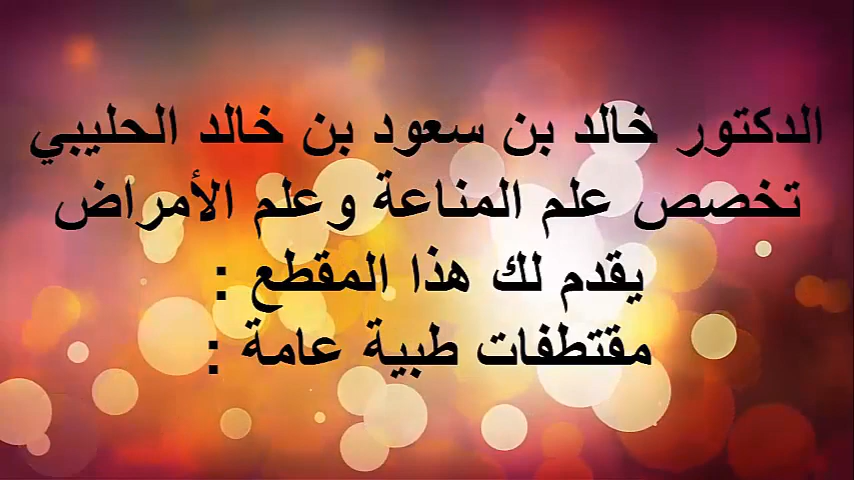 الدكتور خالد بن سعود بن خالد الحليبي
تخصص علم المناعة وعلم الأمراض
يقدم لك هذا المقطع :
مقتطفات طبية عامة :